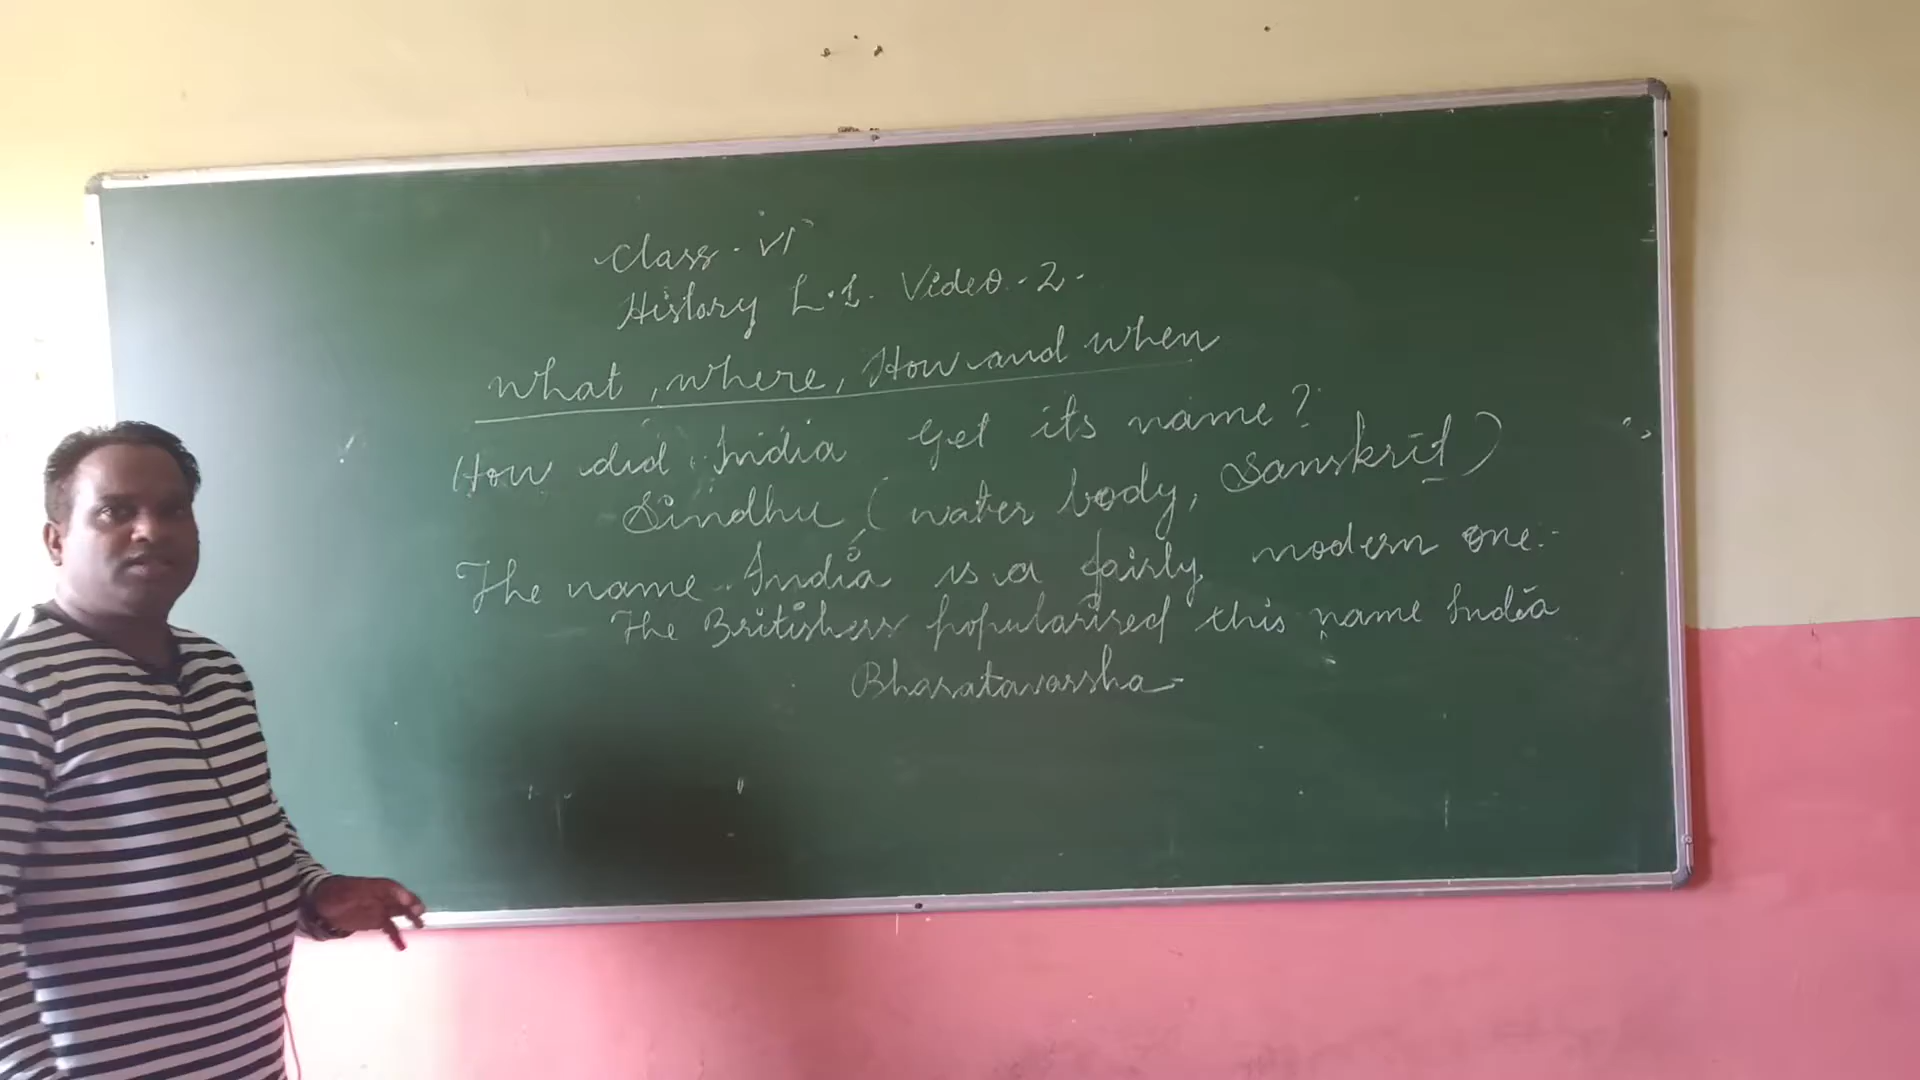 Class - VI
History L.1. Video - 2.
What, where, How and when
How did India Get its name?
Sindhu, (water body, Sanskrit)
The name India is a fairly modern one.
The Britishers popularised this name India
Bharatavarsha